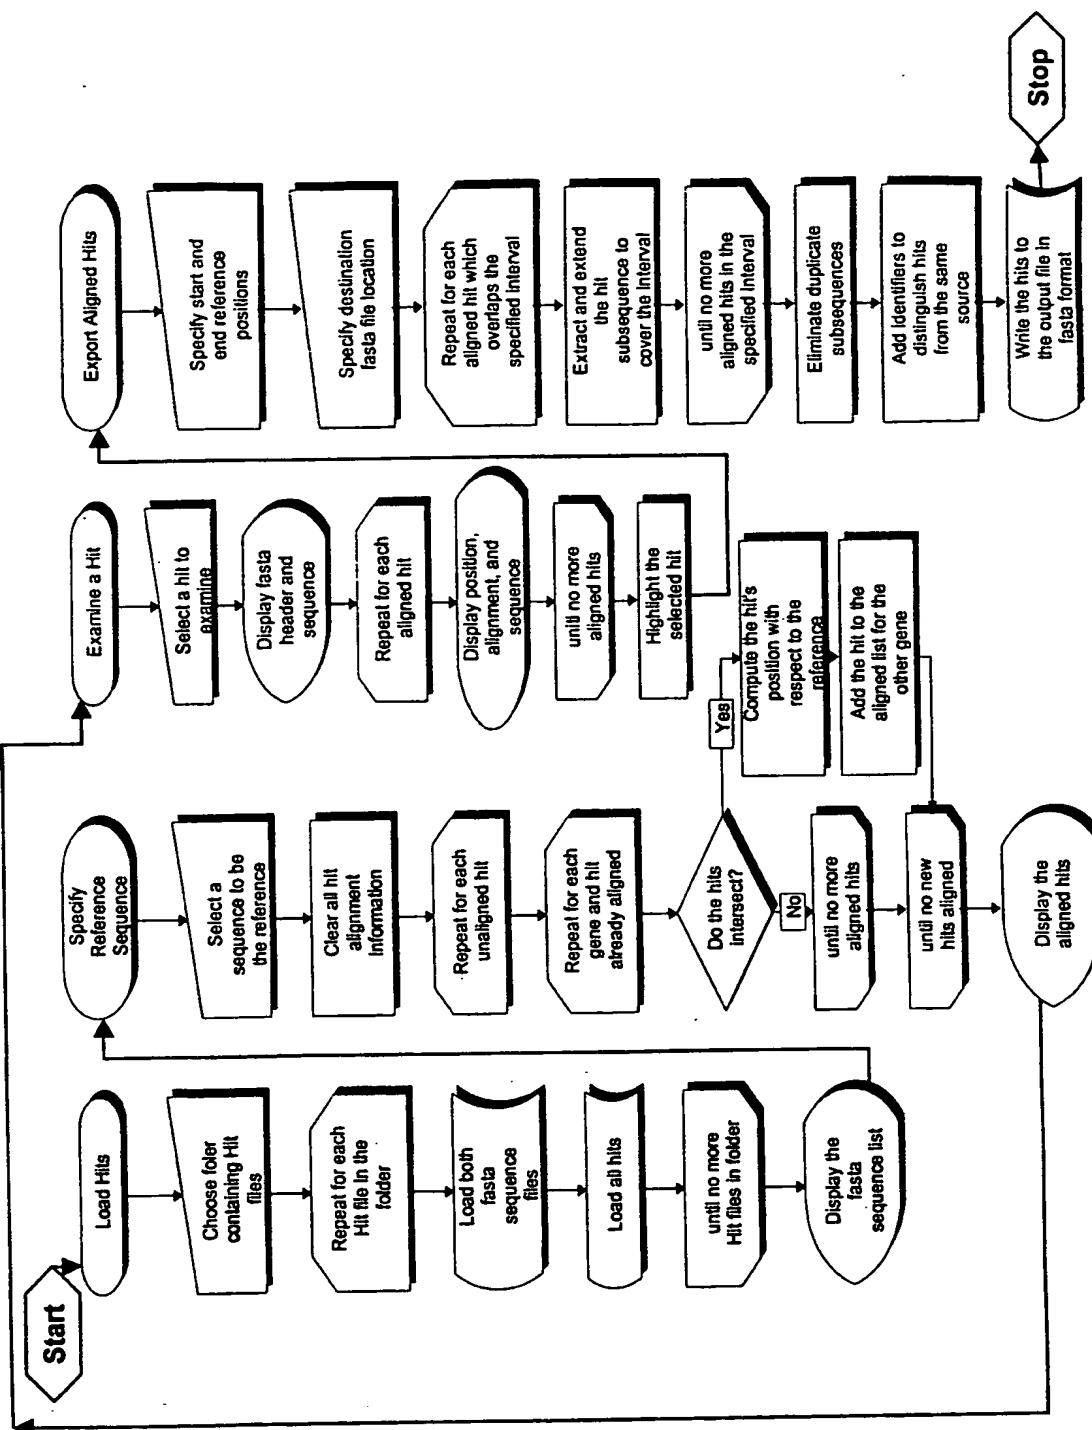 Start
Load Hits
Choose foler
containing Hit
files
Repeat for each
Hit file in the
folder
Load both
fasta
sequence
files
Load all hits
until no more
Hit files in folder
Display the
fasta
sequence list
Specify
Reference
Sequence
Select a
sequence to be
the reference
Clear all hit
alignment
information
Repeat for each
unaligned hit
Repeat for each
gene and hit
already aligned
Do the hits
intersect?
No
Yes
until no more
aligned hits
until no new
hits aligned
Display the
aligned hits
Compute the hit's
position with
respect to the
reference
Add the hit to the
aligned list for the
other gene
Examine a Hit
Select a hit to
examine
Display fasta
header and
sequence
Repeat for each
aligned hit
Display position,
alignment, and
sequence
until no more
aligned hits
Highlight the
selected hit
Export Aligned Hits
Specify start and
end reference
positions
Specify destination
fasta file location
Repeat for each
aligned hit which
overlaps the
specified interval
Extract and extend
the hit
subsequence to
cover the interval
until no more
aligned hits in the
specified interval
Eliminate duplicate
subsequences
Add identifiers to
distinguish hits
from the same
source
Write the hits to
the output file in
fasta format
Stop